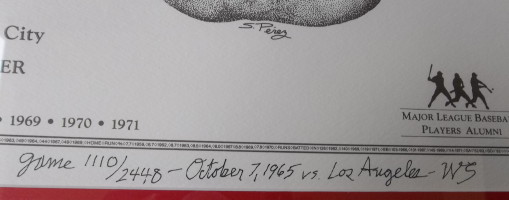 S. Pérez
City
ER
• 1969 • 1970 • 1971
MAJOR LEAGUE BASEBA
PLAYERS ALUMNI
game 1110/2448 - October 7, 1965 vs. Los Angeles - WS